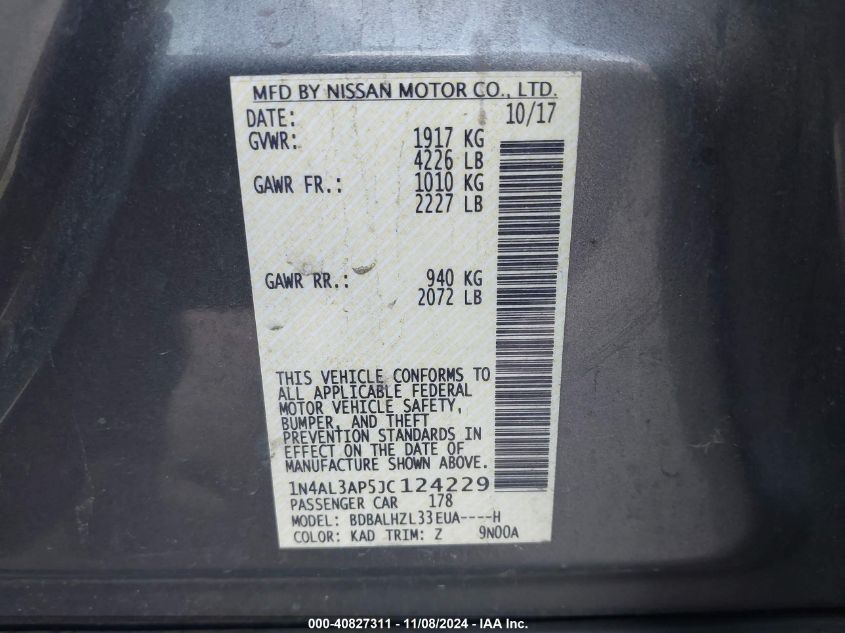 MFD BY NISSAN MOTOR CO., LTD.
DATE: 10/17
GVWR: 1917 KG
4226 LB
GAWR FR.: 1010 KG
2227 LB
GAWR RR.: 940 KG
2072 LB
THIS VEHICLE CONFORMS TO
ALL APPLICABLE FEDERAL
MOTOR VEHICLE SAFETY,
BUMPER, AND THEFT
PREVENTION STANDARDS IN
EFFECT ON THE DATE OF
MANUFACTURE SHOWN ABOVE.
1N4AL3AP5JC124229
PASSENGER CAR 178
MODEL: BDBALHZL33EUA----H
COLOR: KAD TRIM: Z 9N00A
000-40827311 - 11/08/2024 - IAA Inc.